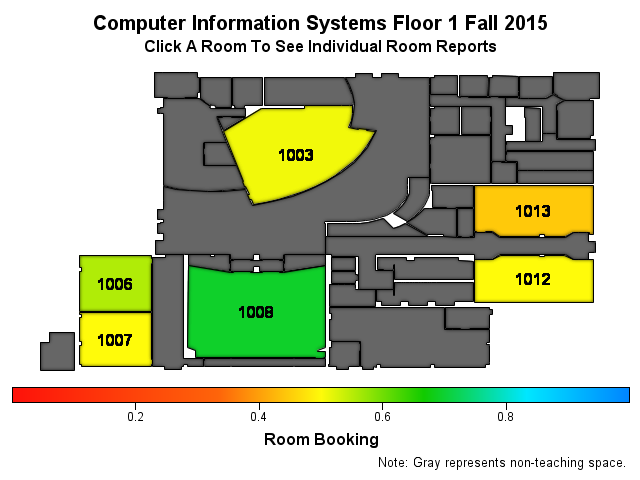 Computer Information Systems Floor 1 Fall 2015
Click A Room To See Individual Room Reports
1003
1013
1006
1012
1008
1007
0.2 0.4 0.6 0.8
Room Booking
Note: Gray represents non-teaching space.